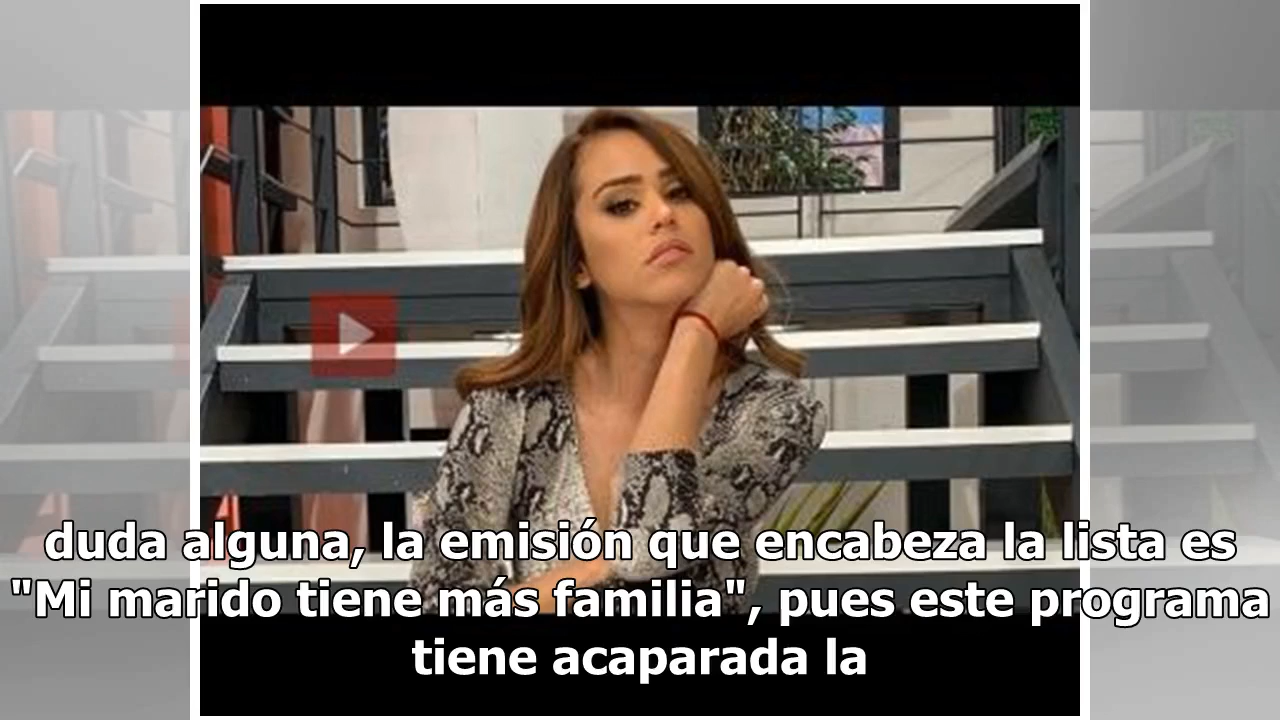 duda alguna, la emisión que encabeza la lista es
"Mi marido tiene más familia", pues este programa
tiene acaparada la